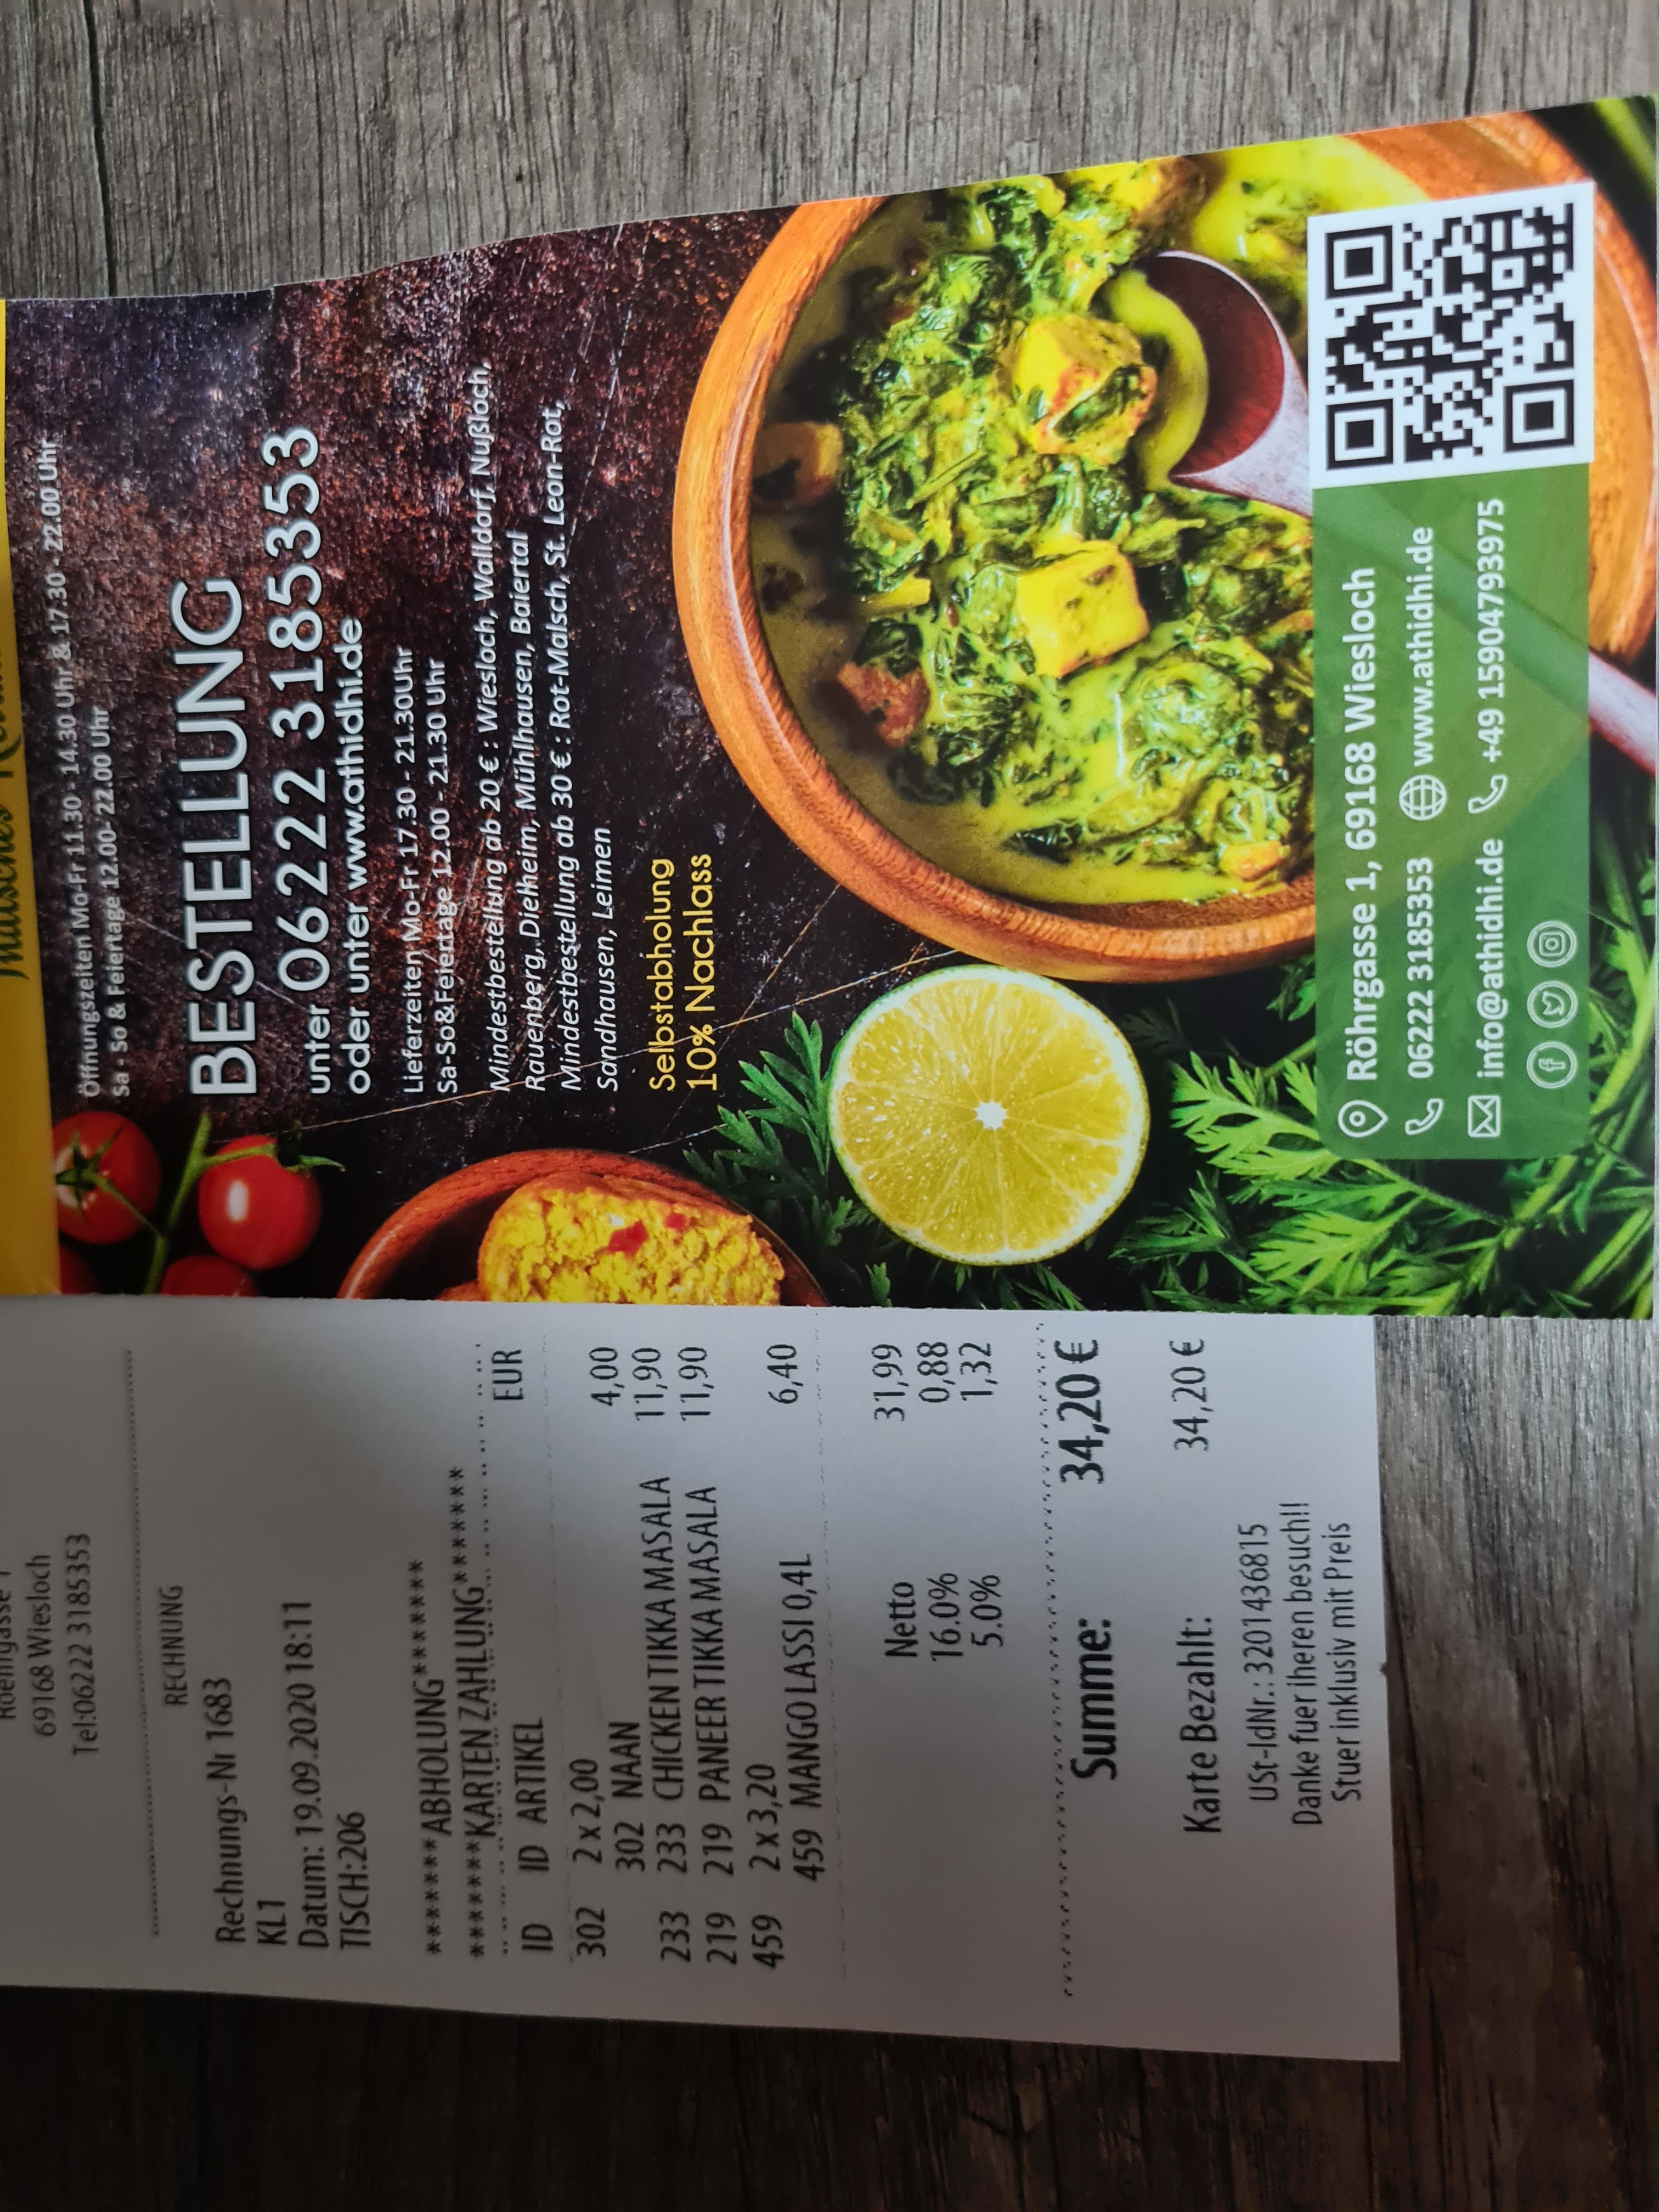 Öffnungszeiten Mo-Fr 11.30 - 14.30 Uhr & 17.30 - 22.00 Uhr
Sa - So & Feiertage 12.00- 22.00 Uhr
BESTELLUNG
unter 06222 3185353
oder unter www.athidhi.de
Lieferzeiten Mo-Fr 17.30 - 21.30Uhr
Sa-So&Feiertage 12.00 - 21.30 Uhr
Mindestbestellung ab 20 € : Wiesloch, Walldorf, Nußloch,
Rauenberg, Dielheim, Mühlhausen, Baiertal
Mindestbestellung ab 30 € : Rot-Malsch, St. Leon-Rot,
Sandhausen, Leimen
Selbstabholung
10% Nachlass
Röhrgasse 1, 69168 Wiesloch
06222 3185353 www.athidhi.de
info@athidhi.de +49 15904793975
69168 Wiesloch
Tel:06222 3185353
RECHNUNG
Rechnungs-Nr 1683
KL1
Datum: 19.09.2020 18:11
TISCH:206
*******ABHOLUNG*******
*******KARTEN ZAHLUNG*******
ID ID ARTIKEL EUR
302 2 x 2,00 4,00
302 NAAN
233 233 CHICKEN TIKKA MASALA 11,90
219 219 PANEER TIKKA MASALA 11,90
459 2 x 3,20 6,40
459 MANGO LASSI 0,4L
Netto 31,99
16.0% 0,88
5.0% 1,32
Summe: 34,20 €
Karte Bezahlt: 34,20 €
USt-IdNr.: 32014368​15
Danke fuer Iheren besuch!!
Stuer inklusiv mit Preis